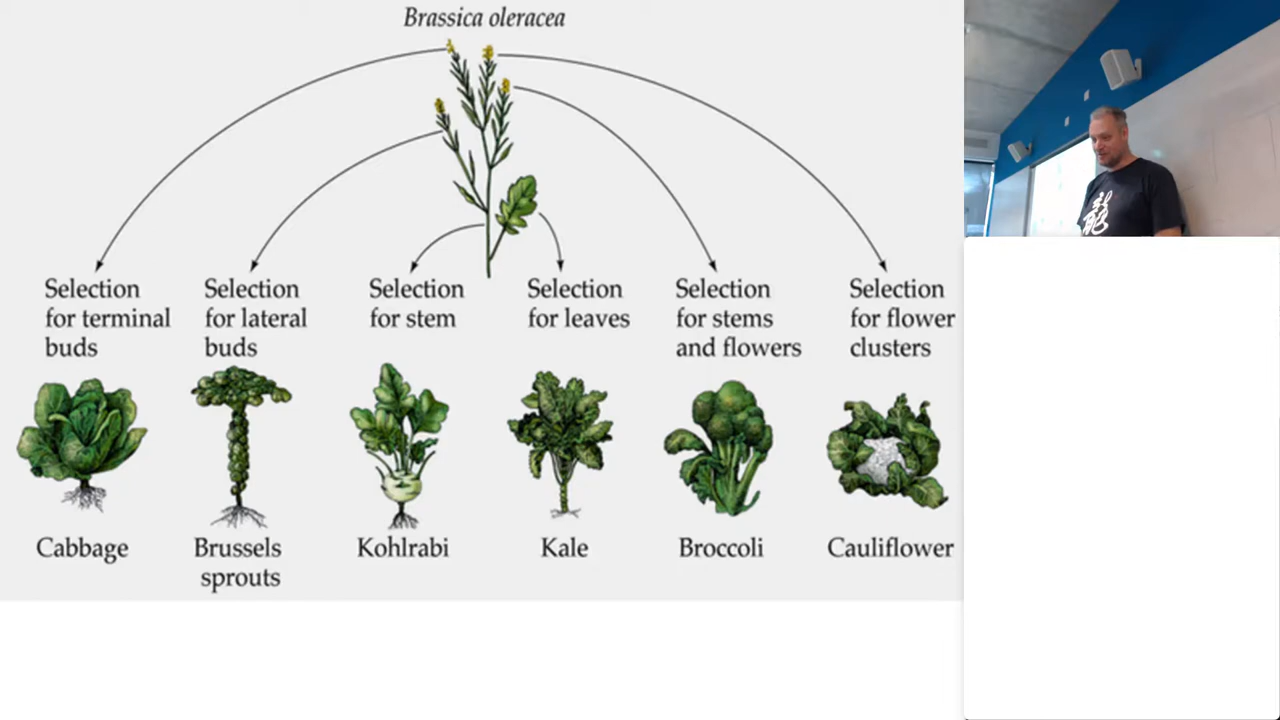 Brassica oleracea
Selection
for terminal
buds
Selection
for lateral
buds
Selection
for stem
Selection
for leaves
Selection
for stems
and flowers
Selection
for flower
clusters
Cabbage
Brussels
sprouts
Kohlrabi
Kale
Broccoli
Cauliflower